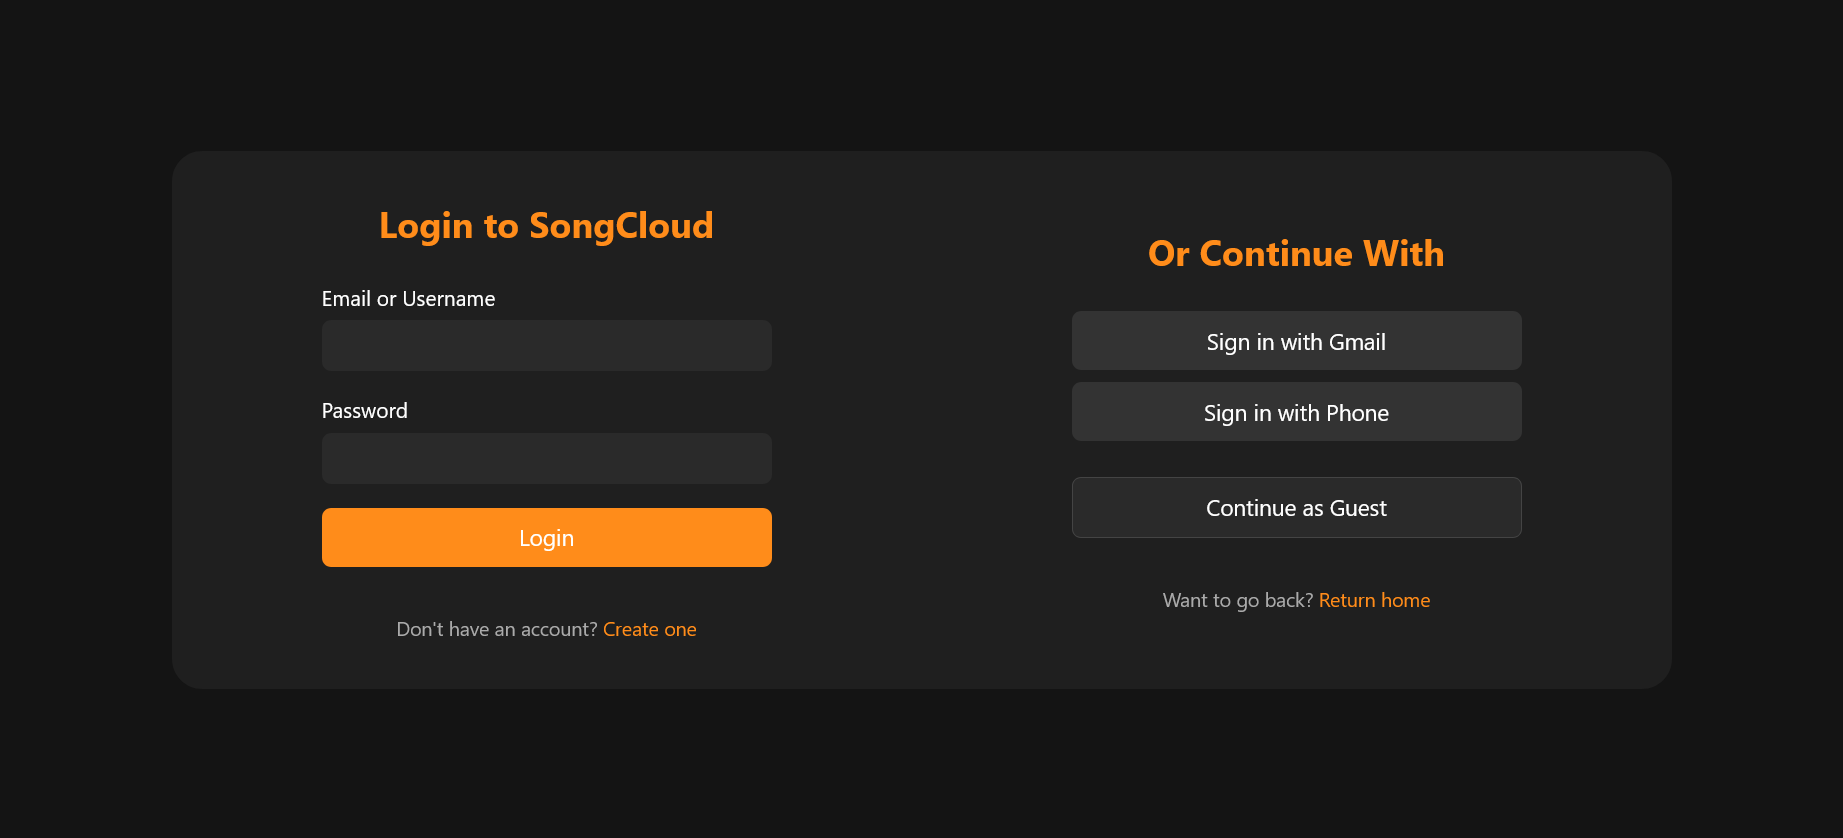 Login to SongCloud
Email or Username
Password
Login
Don't have an account? Create one
Or Continue With
Sign in with Gmail
Sign in with Phone
Continue as Guest
Want to go back? Return home